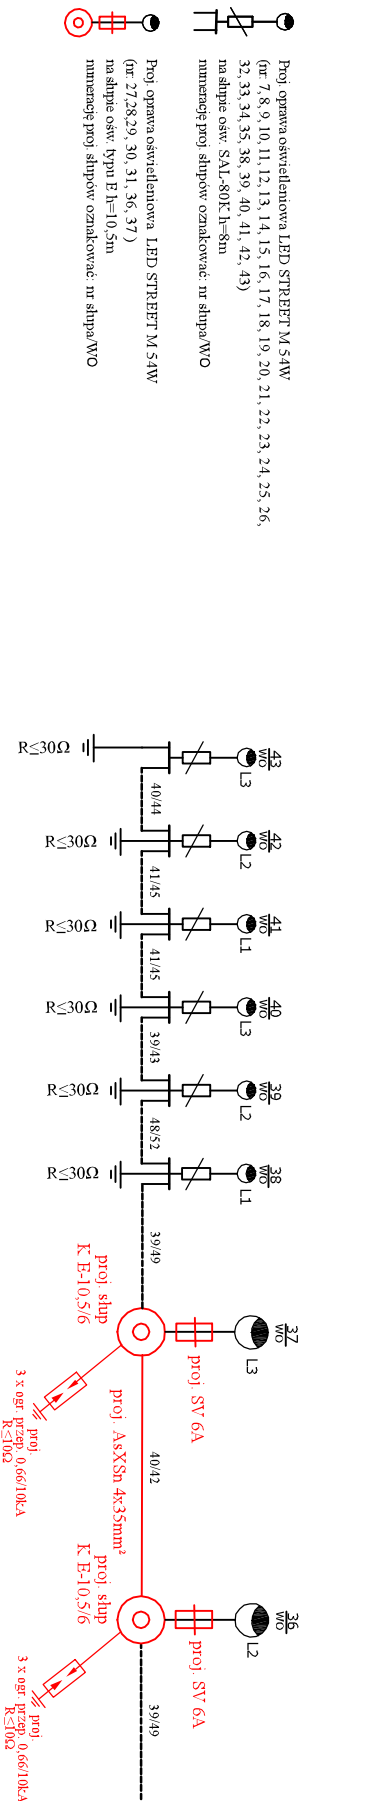 Proj. oprawa oświetleniowa LED STREET M 54W
(nr: 7, 8, 9, 10, 11, 12, 13, 14, 15, 16, 17, 18, 19, 20, 21, 22, 23, 24, 25, 26,
32, 33, 34, 35, 38, 39, 40, 41, 42, 43)
na słupie ośw. SAL-80K h=8m
numerację proj. słupów oznakować: nr słupa/WO
Proj. oprawa oświetleniowa LED STREET M 54W
(nr: 27,28,29, 30, 31, 36, 37 )
na słupie ośw. typu E h=10,5m
numerację proj. słupów oznakować: nr słupa/WO
43
WO
L3
R≤30Ω
40/44
42
WO
L2
R≤30Ω
41/45
41
WO
L1
R≤30Ω
41/45
40
WO
L3
R≤30Ω
39/43
39
WO
L2
R≤30Ω
48/52
38
WO
L1
R≤30Ω
39/49
37
WO
L3
proj. SV 6A
proj. słup
K E-10,5/6
proj.
3 x ogr. przep. 0,66/10kA
R≤10Ω
40/42
proj. AsXSn 4x35mm²
36
WO
L2
proj. SV 6A
proj. słup
K E-10,5/6
proj.
3 x ogr. przep. 0,66/10kA
R≤10Ω
39/49